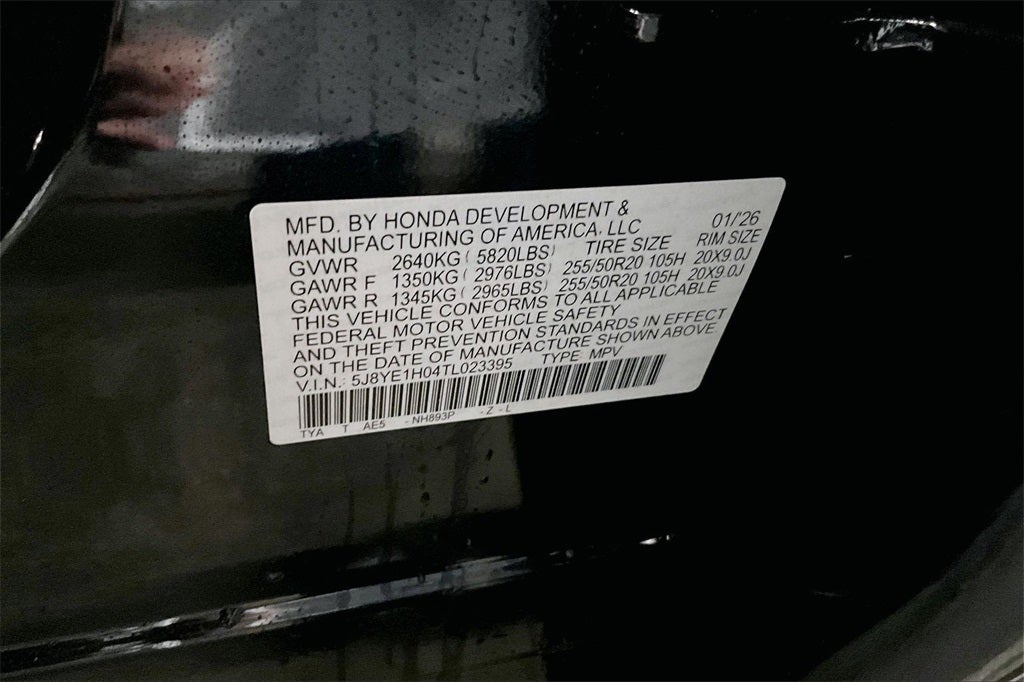 MFD. BY HONDA DEVELOPMENT & 01/'26
MANUFACTURING OF AMERICA, LLC
GVWR 2640KG ( 5820LBS) TIRE SIZE RIM SIZE
GAWR F 1350KG ( 2976LBS) 255/50R20 105H 20X9.0J
GAWR R 1345KG ( 2965LBS) 255/50R20 105H 20X9.0J
THIS VEHICLE CONFORMS TO ALL APPLICABLE
FEDERAL MOTOR VEHICLE SAFETY
AND THEFT PREVENTION STANDARDS IN EFFECT
ON THE DATE OF MANUFACTURE SHOWN ABOVE.
V.I.N.: 5J8YE1H04TL023395 TYPE: MPV
TYA T AE5 - NH893P - Z - L